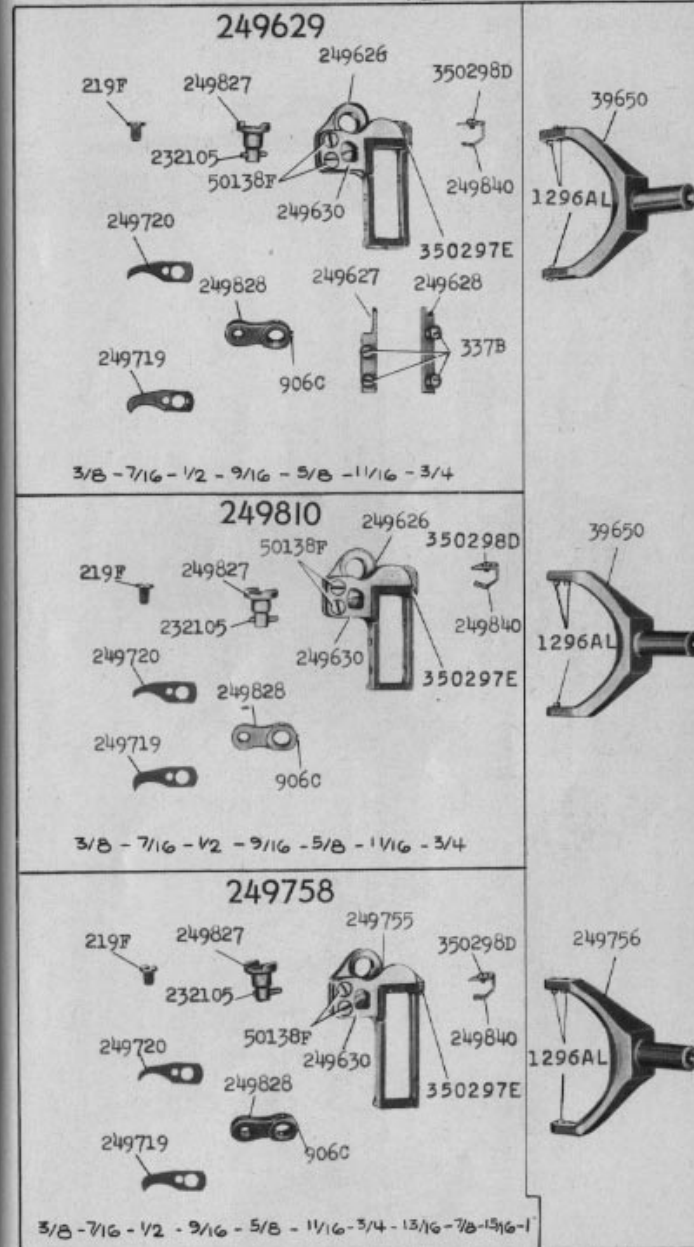 249629
249626
219F
249827
350298D
39650
232105
50138F
249630
249840
1296AL
350297E
249720
249828
249627
249628
337B
249719
906C
3/8 - 7/16 - 1/2 - 9/16 - 5/8 - 11/16 - 3/4
249810
249626
50138F
350298D
39650
219F
249827
232105
249630
249840
1296AL
350297E
249720
249828
249719
906C
3/8 - 7/16 - 1/2 - 9/16 - 5/8 - 11/16 - 3/4
249758
249755
219F
249827
350298D
249756
232105
50138F
249630
249840
1296AL
350297E
249720
249828
249719
906C
3/8 - 7/16 - 1/2 - 9/16 - 5/8 - 11/16 - 3/4 - 13/16 - 7/8 - 15/16 - 1